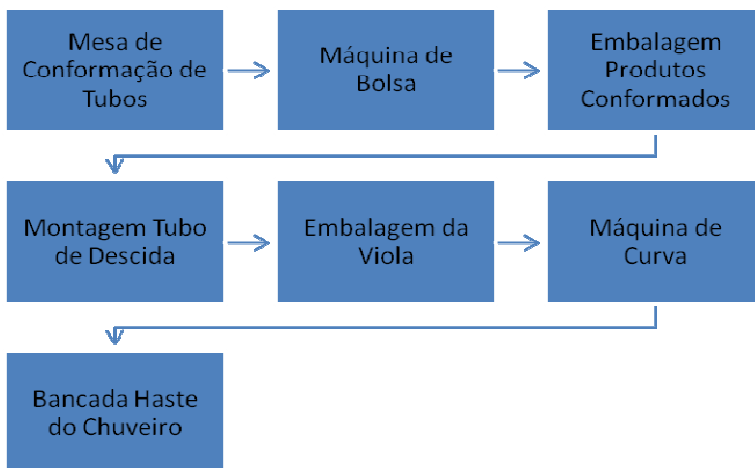 Mesa de
Conformação de
Tubos
Máquina de
Bolsa
Embalagem
Produtos
Conformados
Montagem Tubo
de Descida
Embalagem da
Viola
Máquina de
Curva
Bancada Haste
do Chuveiro